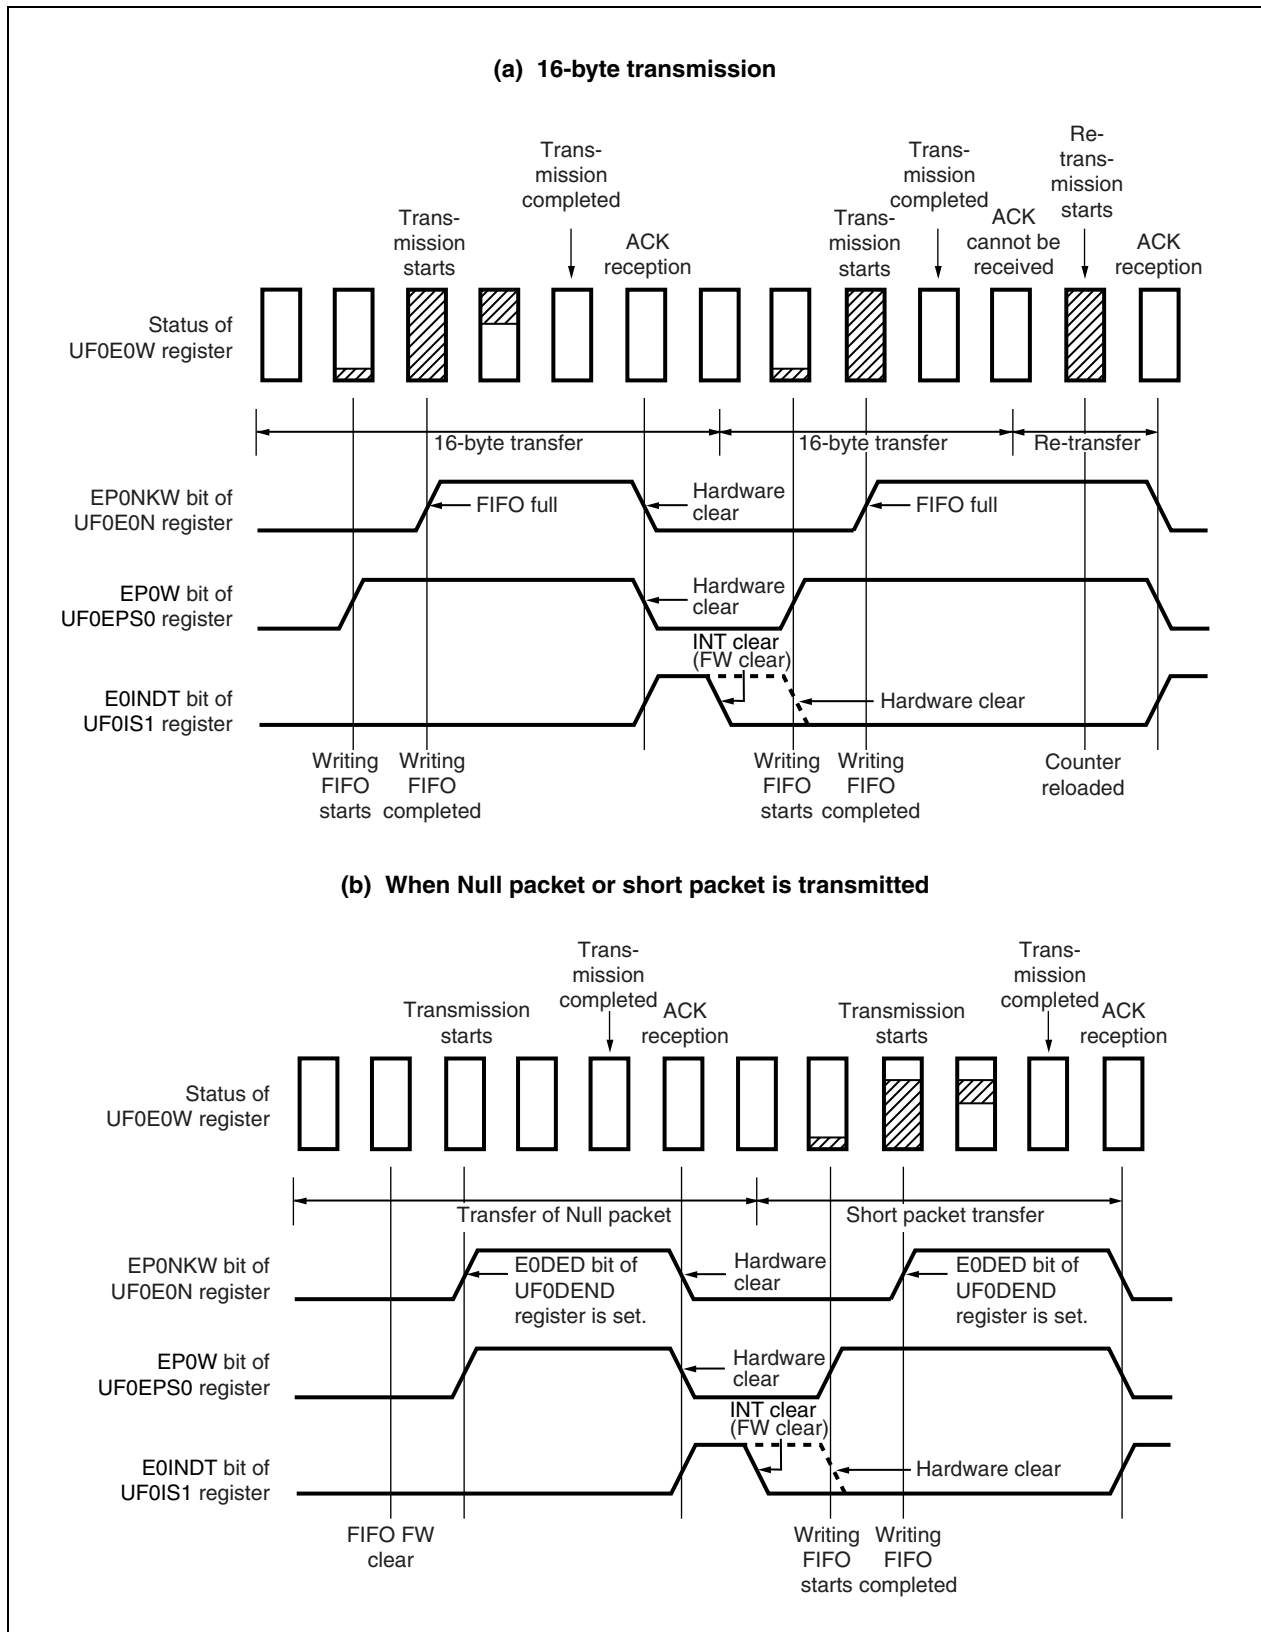 (a) 16-byte transmission
Trans-
mission
completed
Trans-
mission
starts
ACK
reception
Trans-
mission
completed
Trans-
mission
starts
ACK
cannot be
received
Re-
trans-
mission
starts
ACK
reception
Status of
UF0E0W register
16-byte transfer
16-byte transfer
Re-transfer
EP0NKW bit of
UF0E0N register
FIFO full
Hardware
clear
FIFO full
EP0W bit of
UF0EPS0 register
Hardware
clear
INT clear
(FW clear)
E0INDT bit of
UF0IS1 register
Hardware clear
Writing
FIFO
starts
Writing
FIFO
completed
Writing
FIFO
starts
Writing
FIFO
completed
Counter
reloaded
(b) When Null packet or short packet is transmitted
Transmission
starts
Trans-
mission
completed
ACK
reception
Transmission
starts
Trans-
mission
completed
ACK
reception
Status of
UF0E0W register
Transfer of Null packet
Short packet transfer
EP0NKW bit of
UF0E0N register
E0DED bit of
UF0DEND
register is set.
Hardware
clear
E0DED bit of
UF0DEND
register is set.
EP0W bit of
UF0EPS0 register
Hardware
clear
INT clear
(FW clear)
E0INDT bit of
UF0IS1 register
Hardware clear
FIFO FW
clear
Writing
FIFO
starts
Writing
FIFO
completed